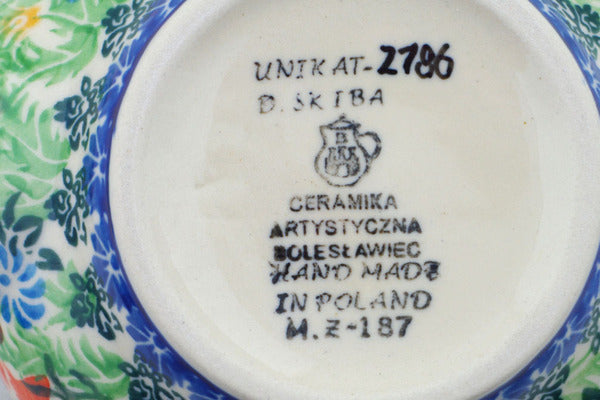 UNIKAT-2786
D. SKIBA
CERAMIKA
ARTYSTYCZNA
BOLESŁAWIEC
HAND MADE
IN POLAND
M.Z-187